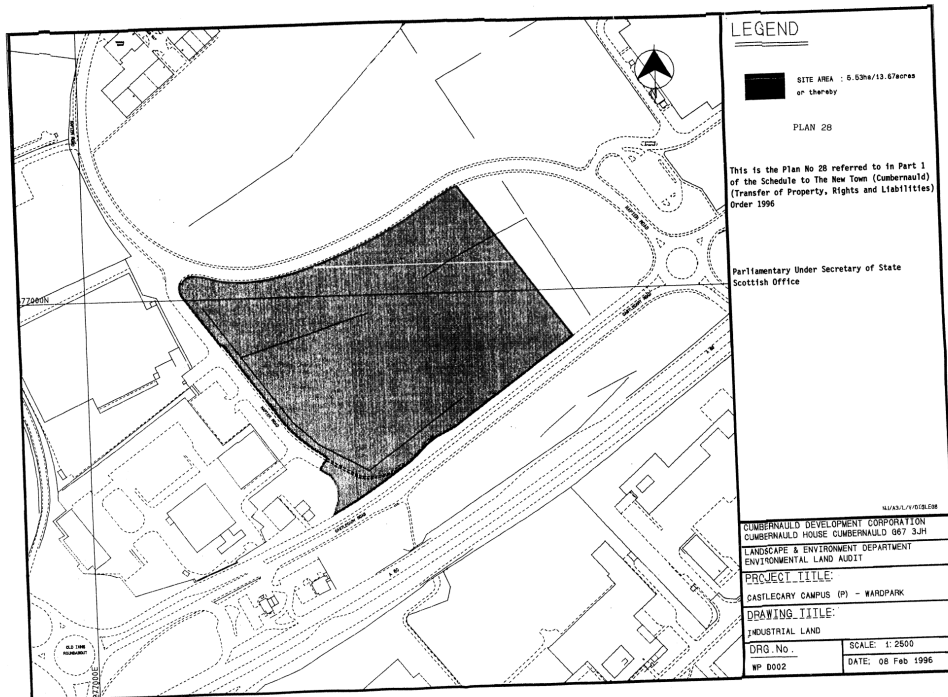 LEGEND
SITE AREA : 5.53ha/13.67acres
or thereby
PLAN 28
This is the Plan No 28 referred to in Part 1
of the Schedule to The New Town (Cumbernauld)
(Transfer of Property, Rights and Liabilities)
Order 1996
Parliamentary Under Secretary of State
Scottish Office
CUMBERNAULD DEVELOPMENT CORPORATION
CUMBERNAULD HOUSE CUMBERNAULD G67 3JH
LANDSCAPE & ENVIRONMENT DEPARTMENT
ENVIRONMENTAL LAND AUDIT
PROJECT TITLE:
CASTLECARY CAMPUS (P) - WARDPARK
DRAWING TITLE:
INDUSTRIAL LAND
DRG.No.
WP D002
SCALE: 1:2500
DATE: 08 Feb 1996
77000N
277000E
OLD INNS
ROUNDABOUT
CASTLECARY ROAD
A 80
A 80
N